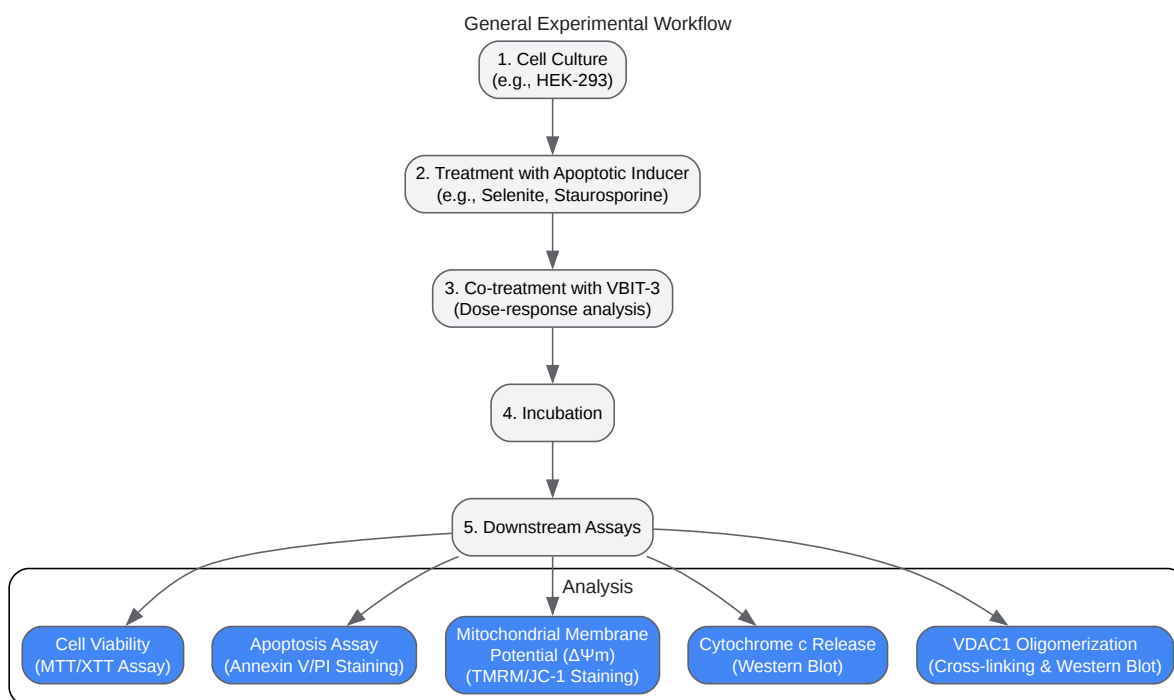 General Experimental Workflow
1. Cell Culture
(e.g., HEK-293)
2. Treatment with Apoptotic Inducer
(e.g., Selenite, Staurosporine)
3. Co-treatment with VBIT-3
(Dose-response analysis)
4. Incubation
5. Downstream Assays
Analysis
Cell Viability
(MTT/XTT Assay)
Apoptosis Assay
(Annexin V/PI Staining)
Mitochondrial Membrane
Potential (ΔΨm)
(TMRM/JC-1 Staining)
Cytochrome c Release
(Western Blot)
VDAC1 Oligomerization
(Cross-linking & Western Blot)